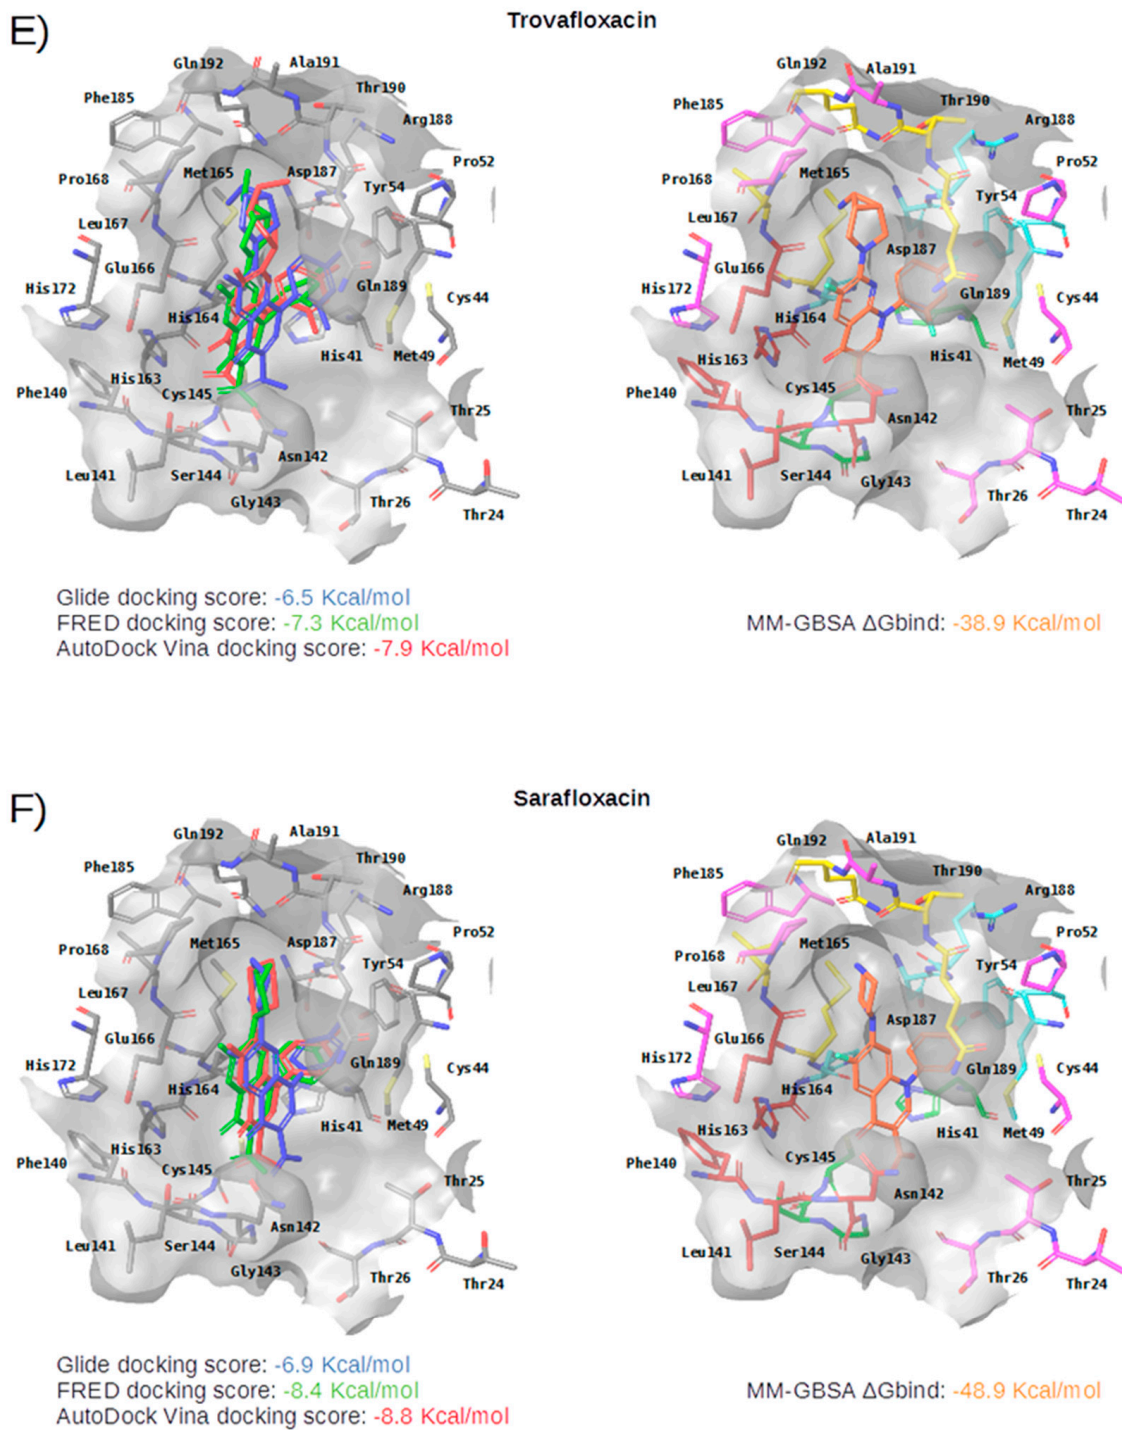 E)
Trovafloxacin
Gln192
Ala191
Thr190
Phe185
Arg188
Pro52
Met165
Asp187
Tyr54
Pro168
Leu167
Glu166
Gln189
His172
His164
Cys44
His41
Met49
His163
Phe140
Cys145
Thr25
Asn142
Leu141
Ser144
Gly143
Thr26
Thr24
Gln192
Ala191
Thr190
Phe185
Arg188
Pro52
Met165
Pro168
Tyr54
Leu167
Asp187
Glu166
Gln189
His172
His164
Cys44
His41
Met49
His163
Phe140
Cys145
Thr25
Asn142
Leu141
Ser144
Gly143
Thr26
Thr24
Glide docking score: -6.5 Kcal/mol
FRED docking score: -7.3 Kcal/mol
AutoDock Vina docking score: -7.9 Kcal/mol
MM-GBSA ΔGbind: -38.9 Kcal/mol
F)
Sarafloxacin
Gln192
Ala191
Thr190
Phe185
Arg188
Pro52
Met165
Asp187
Pro168
Tyr54
Leu167
Glu166
Gln189
His172
His164
Cys44
His41
Met49
His163
Phe140
Cys145
Thr25
Asn142
Leu141
Ser144
Gly143
Thr26
Thr24
Gln192
Ala191
Thr190
Phe185
Arg188
Pro52
Met165
Pro168
Tyr54
Leu167
Asp187
Glu166
Gln189
His172
His164
Cys44
His41
Met49
His163
Phe140
Cys145
Thr25
Asn142
Leu141
Ser144
Gly143
Thr26
Thr24
Glide docking score: -6.9 Kcal/mol
FRED docking score: -8.4 Kcal/mol
AutoDock Vina docking score: -8.8 Kcal/mol
MM-GBSA ΔGbind: -48.9 Kcal/mol